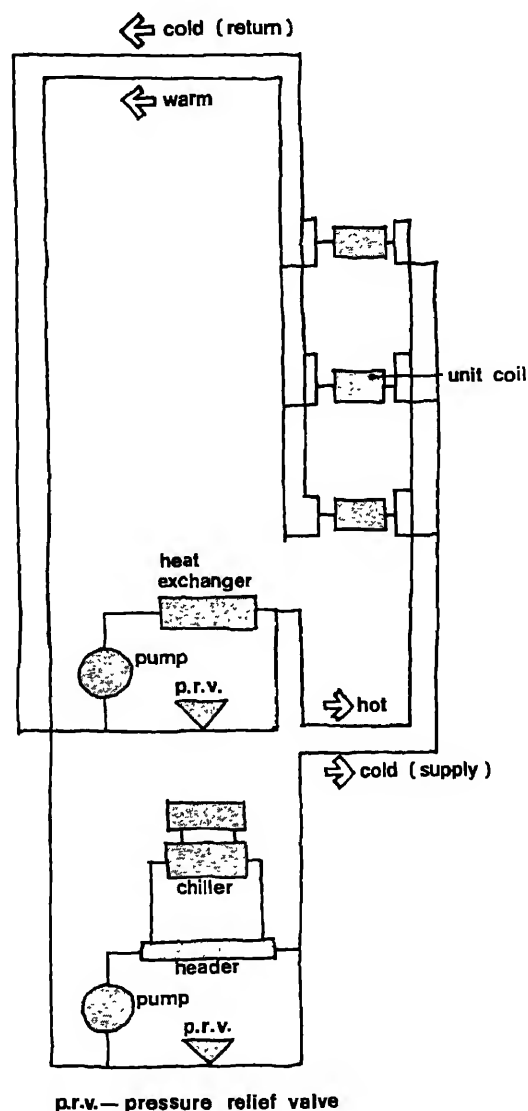 cold (return)
warm
unit coil
heat
exchanger
pump
p.r.v.
hot
cold (supply)
chiller
header
pump
p.r.v.
p.r.v.— pressure relief valve